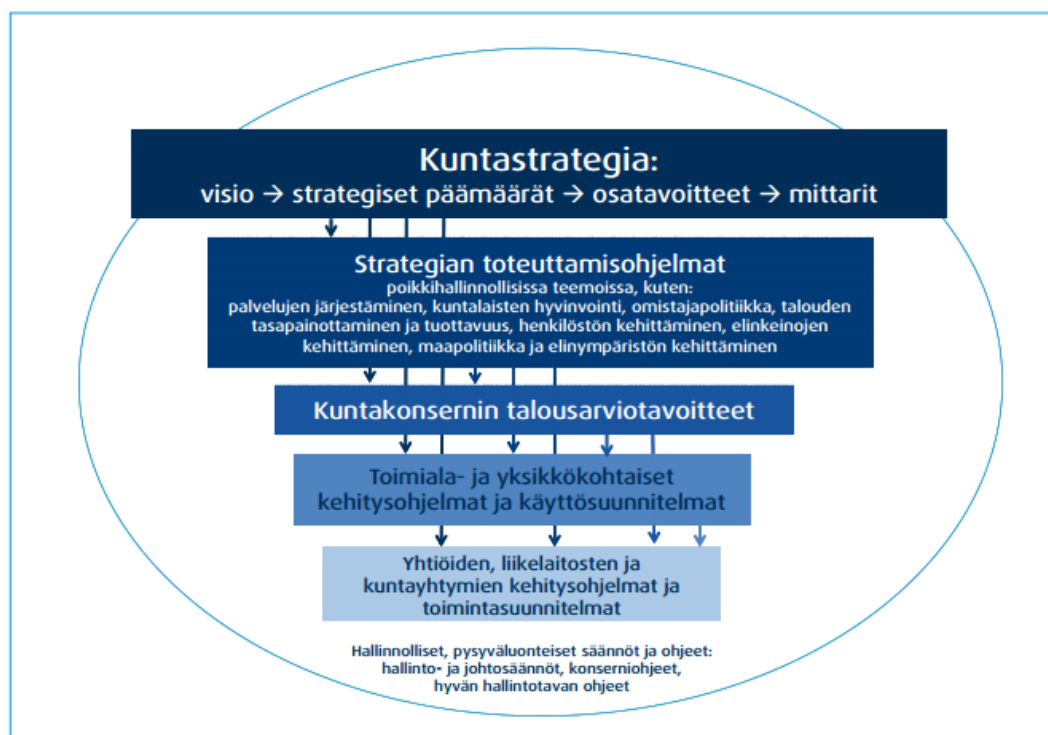 Kuntastrategia:
visio → strategiset päämäärät → osatavoitteet → mittarit
Strategian toteuttamisohjelmat
poikkihallinnollisissa teemoissa, kuten:
palvelujen järjestäminen, kuntalaisten hyvinvointi, omistajapolitiikka, talouden
tasapainottaminen ja tuottavuus, henkilöstön kehittäminen, elinkeinojen
kehittäminen, maapolitiikka ja elinympäristön kehittäminen
Kuntakonsernin talousarviotavoitteet
Toimiala- ja yksikkökohtaiset
kehitysohjelmat ja käyttösuunnitelmat
Yhtiöiden, liikelaitosten ja
kuntayhtymien kehitysohjelmat ja
toimintasuunnitelmat
Hallinnolliset, pysyväluonteiset säännöt ja ohjeet:
hallinto- ja johtosäännöt, konserniohjeet,
hyvän hallintotavan ohjeet